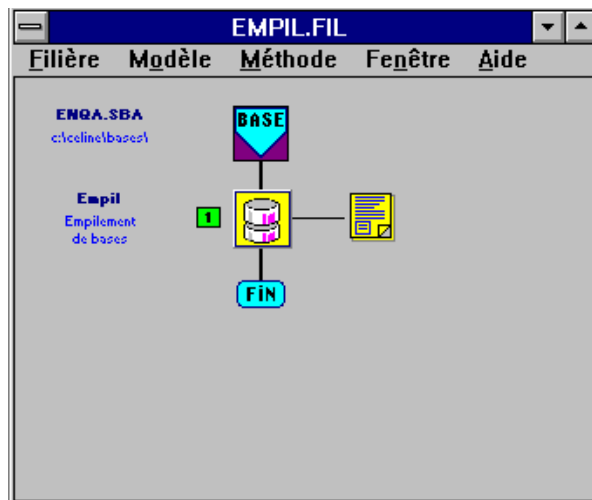 EMPIL.FIL
Filière Modèle Méthode Fenêtre Aide
ENQA.SBA
c:\celine\bases\
BASE
Empil
Empilement
de bases
1
FIN